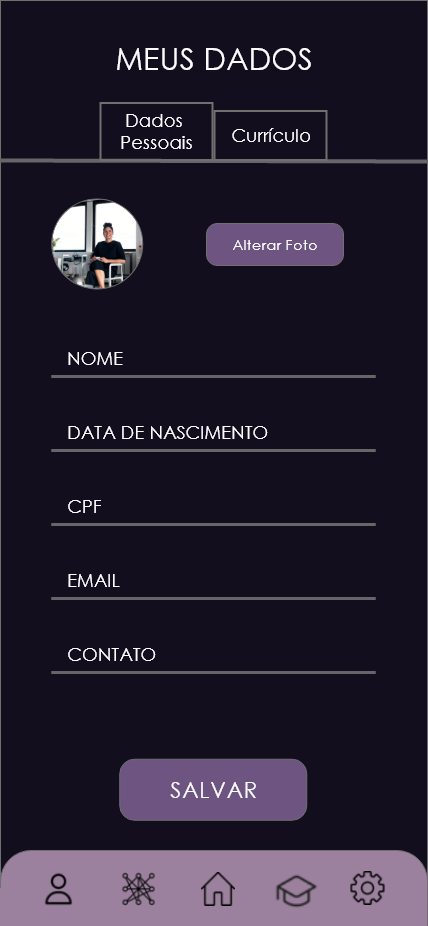 MEUS DADOS
Dados
Pessoais
Currículo
Alterar Foto
NOME
DATA DE NASCIMENTO
CPF
EMAIL
CONTATO
SALVAR